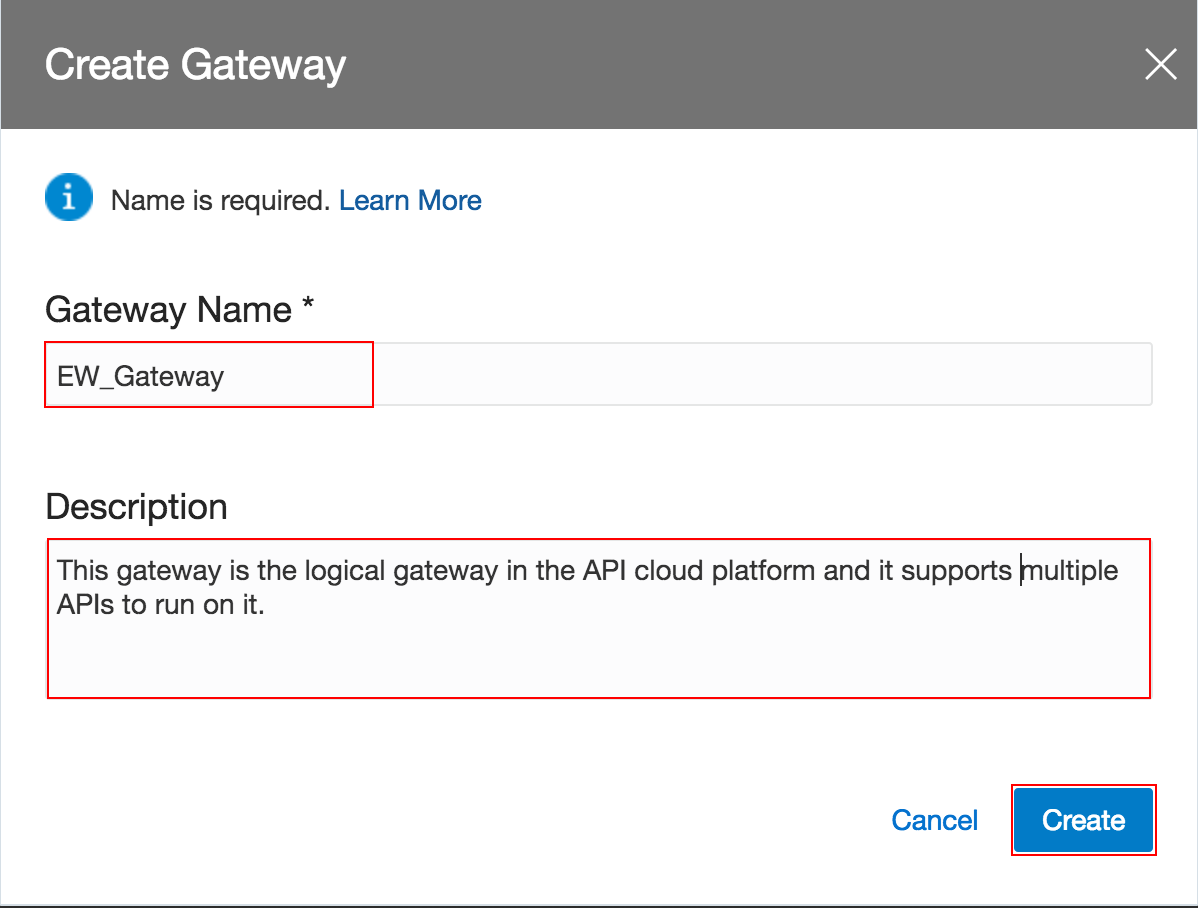 Create Gateway
Name is required. Learn More
Gateway Name *
EW_Gateway
Description
This gateway is the logical gateway in the API cloud platform and it supports multiple
APIs to run on it.
Cancel
Create